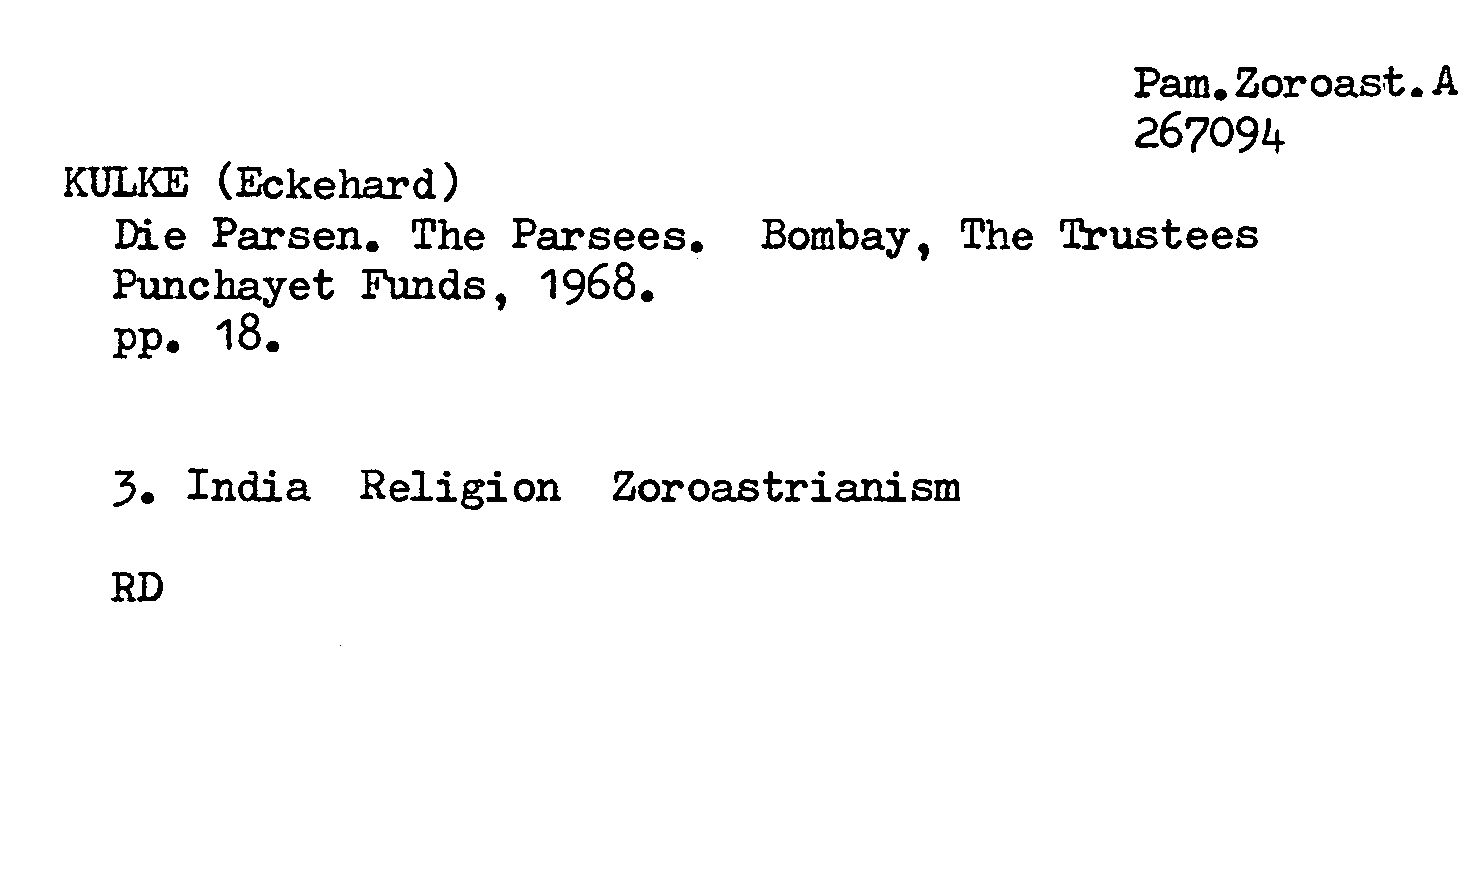 Pam.Zoroast.A
267094
KULKE (Eckehard)
Die Parsen. The Parsees. Bombay, The Trustees
Punchayet Funds, 1968.
pp. 18.
3. India Religion Zoroastrianism
RD